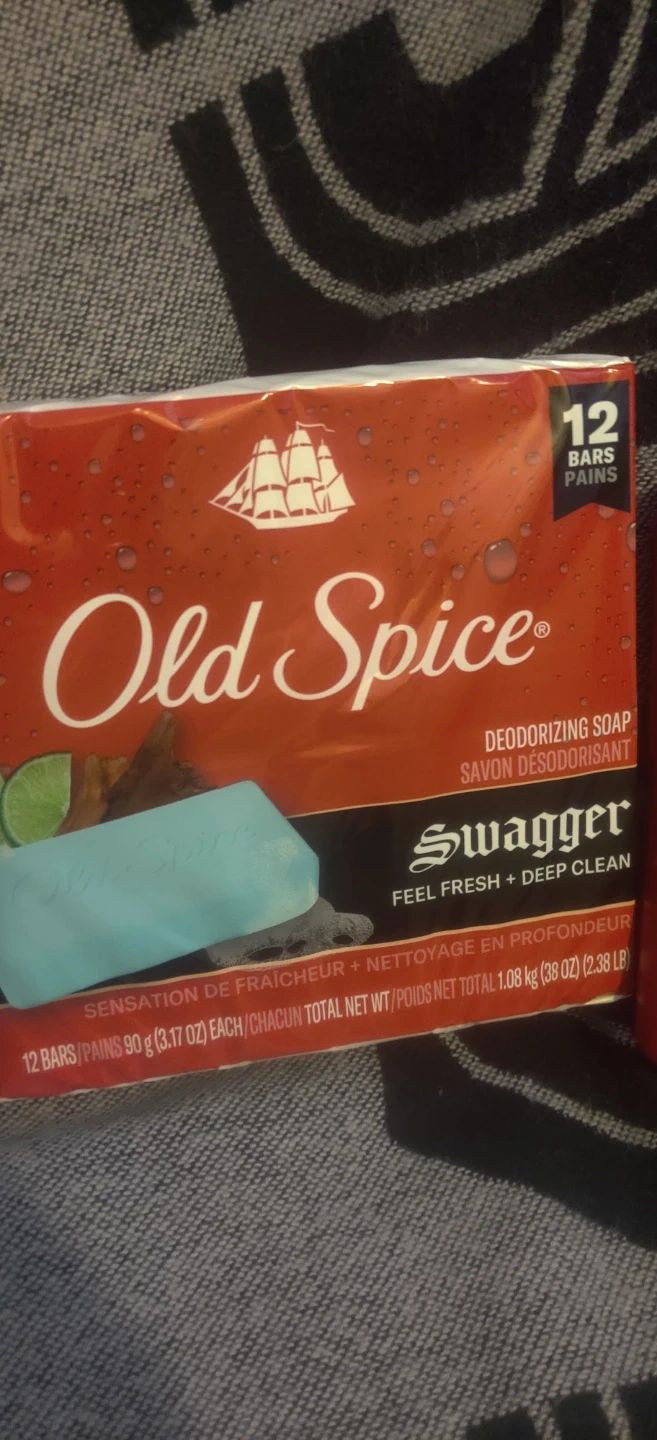 12
BARS
PAINS
Old Spice®
DEODORIZING SOAP
SAVON DÉSODORISANT
Swagger
FEEL FRESH + DEEP CLEAN
Old Spice
SENSATION DE FRAÎCHEUR + NETTOYAGE EN PROFONDEUR
12 BARS/PAINS 90 g (3.17 OZ) EACH/CHACUN TOTAL NET WT/POIDS NET TOTAL 1.08 kg (38 OZ) (2.38 LB)